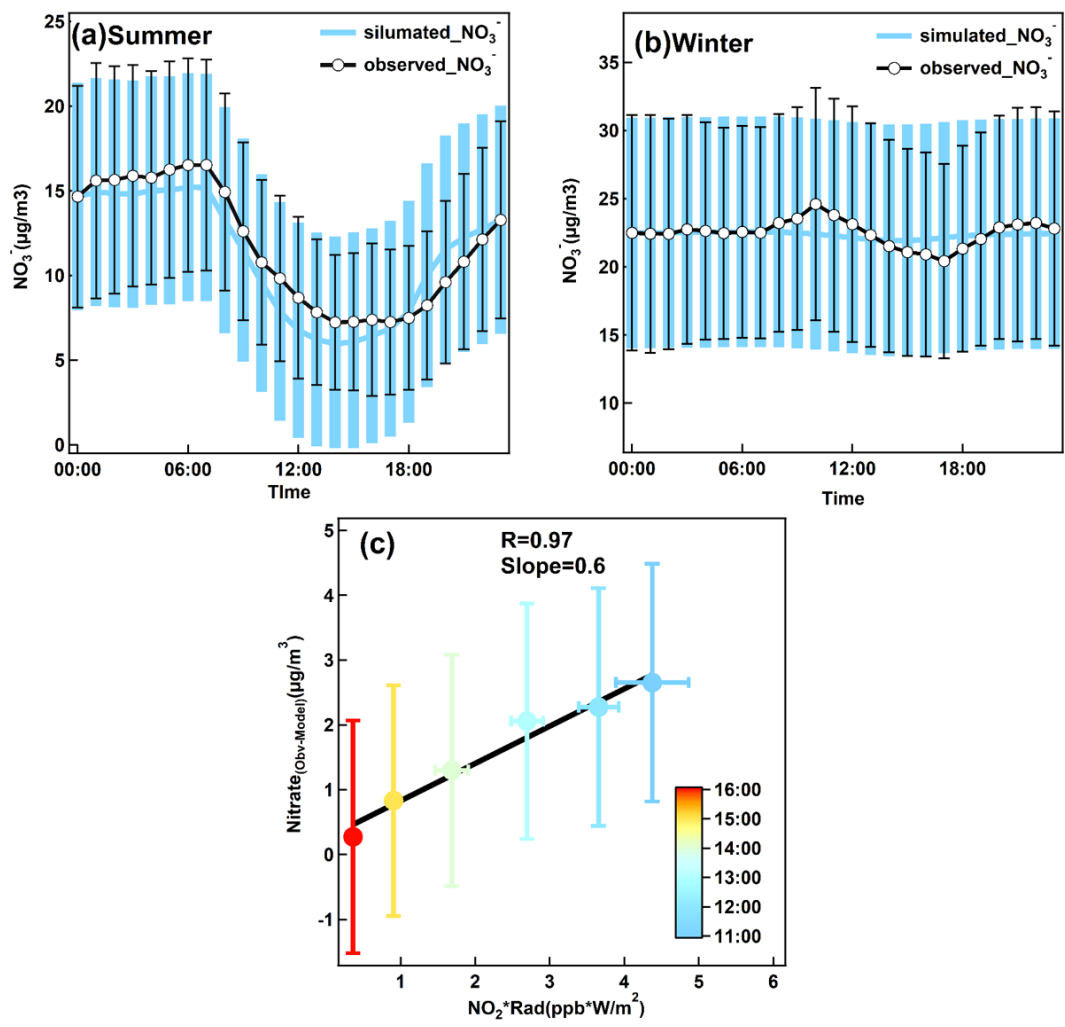 (a)Summer
silumated_NO3-
observed_NO3-
25
20
15
10
5
0
NO3-(µg/m3)
00:00 06:00 12:00 18:00
TIme
(b)Winter
simulated_NO3-
observed_NO3-
35
30
25
20
15
10
NO3-(µg/m3)
00:00 06:00 12:00 18:00
Time
(c)
R=0.97
Slope=0.6
5
4
3
2
1
0
-1
Nitrate(Obv-Model)(µg/m3)
16:00
15:00
14:00
13:00
12:00
11:00
1 2 3 4 5 6
NO2*Rad(ppb*W/m2)